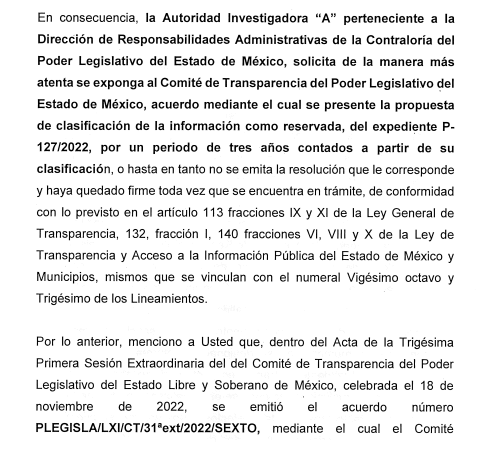 En consecuencia, la Autoridad Investigadora “A” perteneciente a la
Dirección de Responsabilidades Administrativas de la Contraloría del
Poder Legislativo del Estado de México, solicita de la manera más
atenta se exponga al Comité de Transparencia del Poder Legislativo del
Estado de México, acuerdo mediante el cual se presente la propuesta
de clasificación de la información como reservada, del expediente P-
127/2022, por un periodo de tres años contados a partir de su
clasificación, o hasta en tanto no se emita la resolución que le corresponde
y haya quedado firme toda vez que se encuentra en trámite, de conformidad
con lo previsto en el artículo 113 fracciones IX y XI de la Ley General de
Transparencia, 132, fracción I, 140 fracciones VI, VIII y X de la Ley de
Transparencia y Acceso a la Información Pública del Estado de México y
Municipios, mismos que se vinculan con el numeral Vigésimo octavo y
Trigésimo de los Lineamientos.
Por lo anterior, menciono a Usted que, dentro del Acta de la Trigésima
Primera Sesión Extraordinaria del del Comité de Transparencia del Poder
Legislativo del Estado Libre y Soberano de México, celebrada el 18 de
noviembre de 2022, se emitió el acuerdo número
PLEGISLA/LXI/CT/31ªext/2022/SEXTO, mediante el cual el Comité